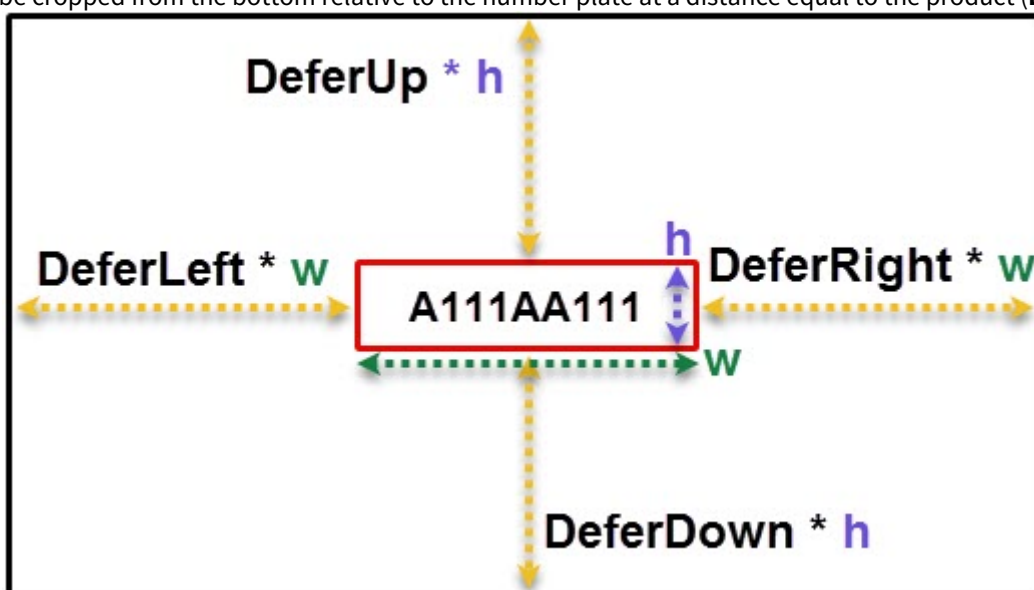 be cropped from the bottom relative to the number plate at a distance equal to the product (
DeferUp * h
h
DeferLeft * w
DeferRight * w
A111AA111
w
DeferDown * h